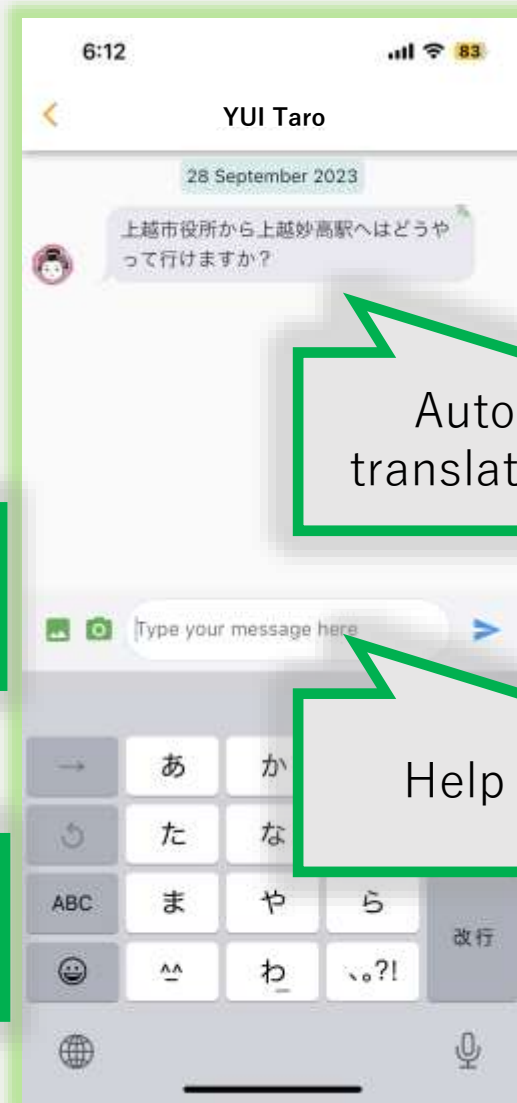 6:12
83
YUI Taro
28 September 2023
上越市役所から上越妙高駅へはどうや
って行けますか?
Auto
translat
Type your message here
Help
→ あ か
た な
ABC ま や ら
改行
^^ わ 、。?!